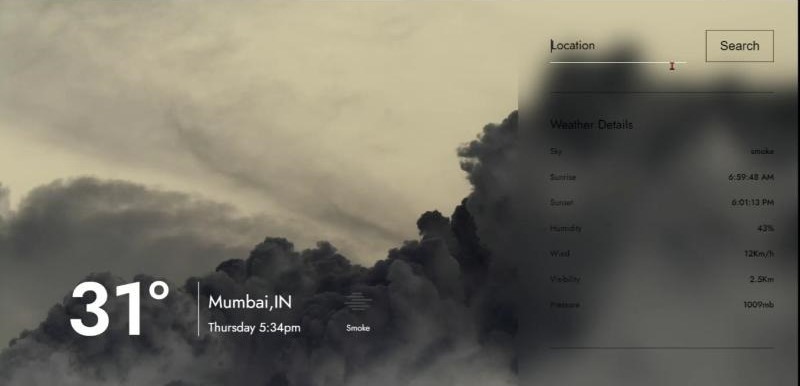 Location
Search
Weather Details
Sky smoke
Sunrise 6:59:48 AM
Sunset 6:01:13 PM
Humidity 43%
Wind 12Km/h
Visibility 2.5Km
Pressure 1009mb
31°
Mumbai,IN
Thursday 5:34pm
Smoke